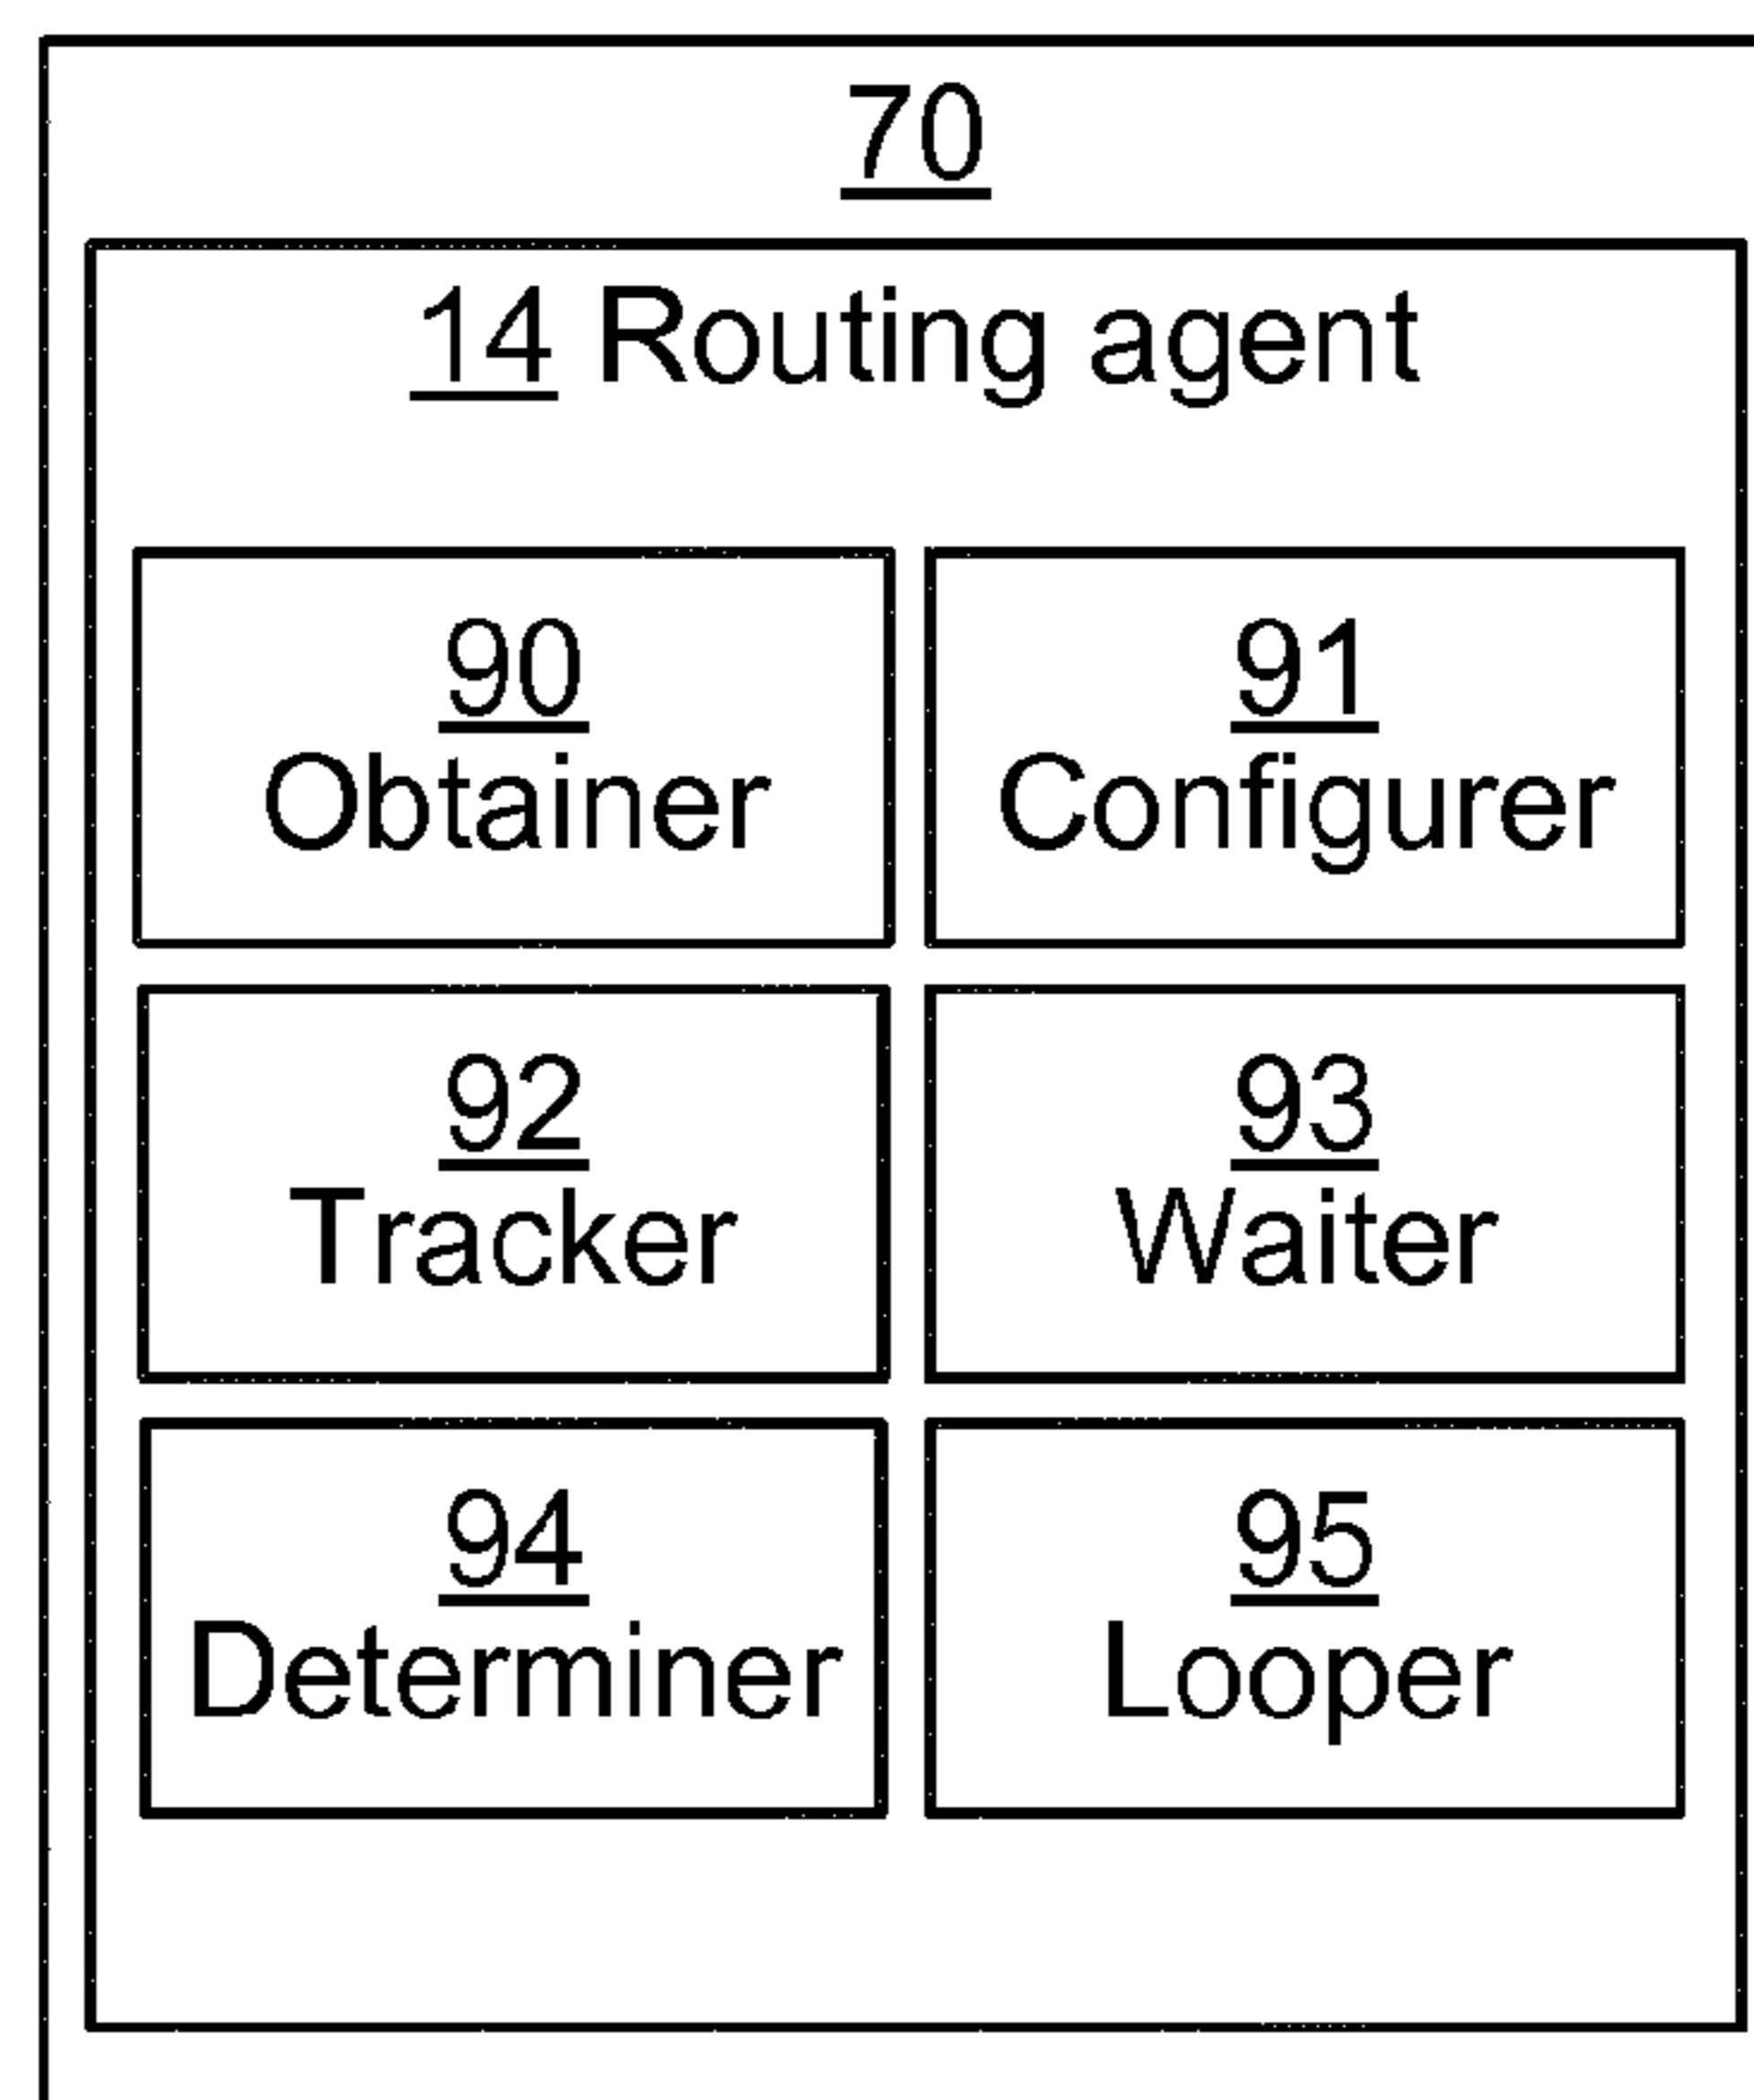 70
14 Routing agent
90
Obtainer
91
Configurer
92
Tracker
93
Waiter
94
Determiner
95
Looper